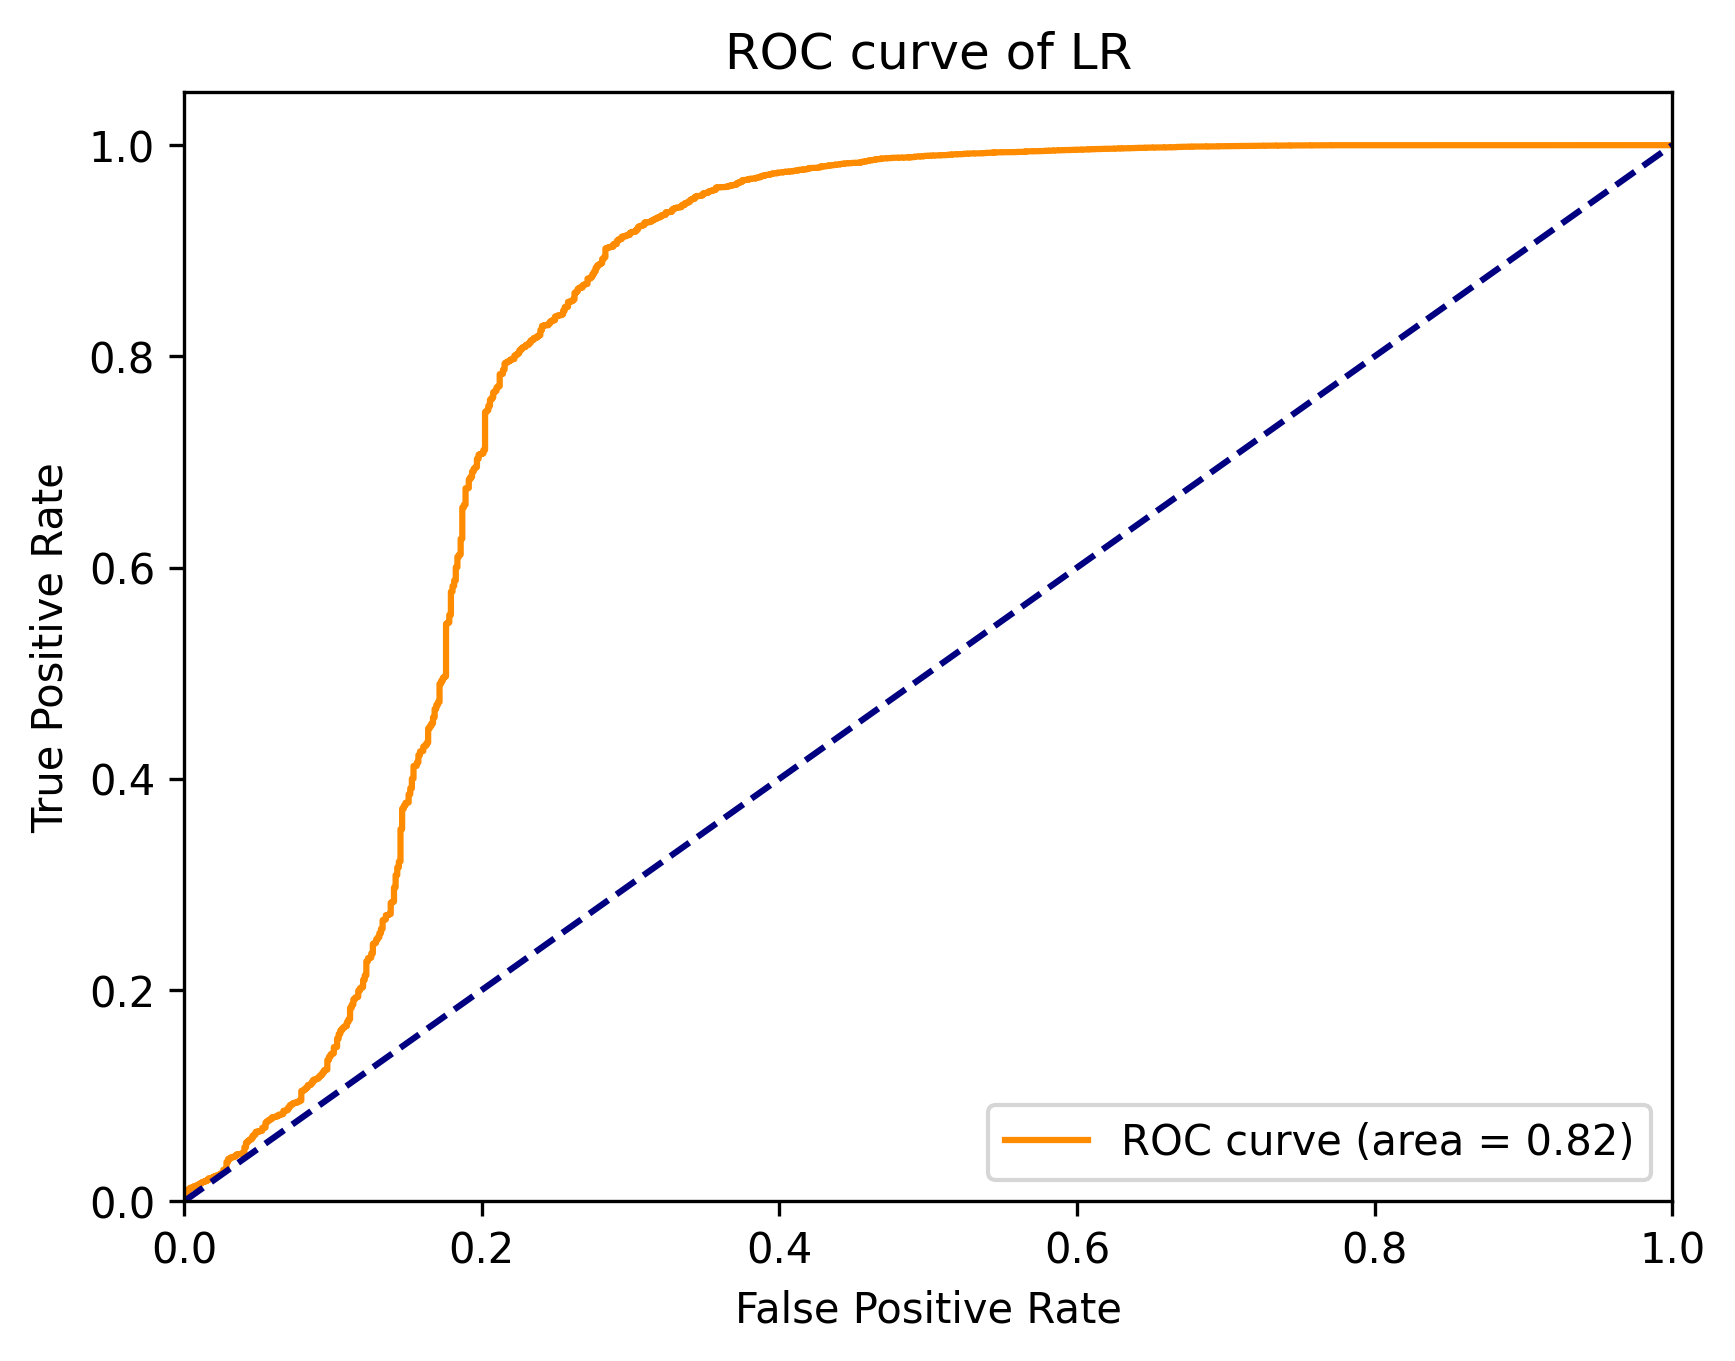 ROC curve of LR
True Positive Rate
1.0
0.8
0.6
0.4
0.2
0.0
ROC curve (area = 0.82)
0.0 0.2 0.4 0.6 0.8 1.0
False Positive Rate